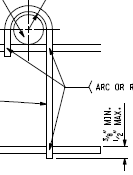 ARC OR R
3/8" MIN.
1/2" MAX.